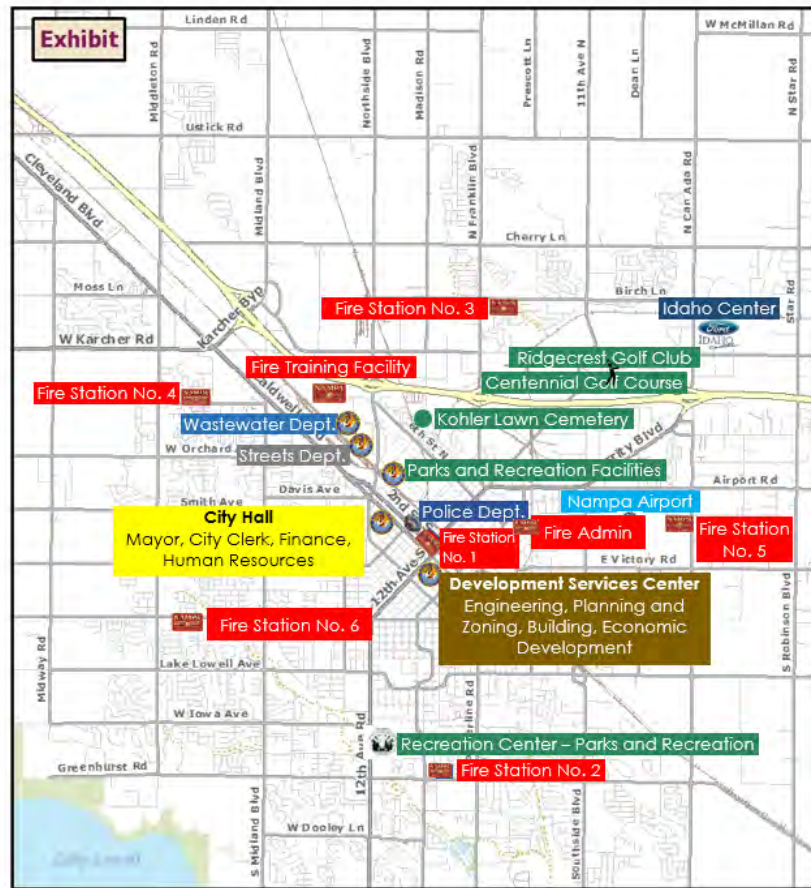 Exhibit
Linden Rd
W McMillan Rd
Middleton Rd
Northside Blvd
Madison Rd
Prescott Ln
11th Ave N
Dean Ln
N Star Rd
Ustick Rd
Cleveland Blvd
Midland Blvd
N Franklin Blvd
N Can Ada Rd
Cherry Ln
Moss Ln
Karcher Byp
Birch Ln
Star Rd
Fire Station No. 3
Idaho Center
Ford
IDAHO
W Karcher Rd
Ridgecrest Golf Club
Fire Training Facility
Centennial Golf Course
NAMPA
Fire Station No. 4
Kohler Lawn Cemetery
Wastewater Dept.
W Orchard
Streets Dept.
Parks and Recreation Facilities
Davis Ave
Airport Rd
Smith Ave
Police Dept.
Nampa Airport
City Hall
Mayor, City Clerk, Finance,
Human Resources
Fire Station
No. 1
Fire Admin
Fire Station
No. 5
E Victory Rd
12th Ave S
Development Services Center
Engineering, Planning and
Zoning, Building, Economic
Development
Fire Station No. 6
S Robinson Blvd
Midway Rd
Lake Lowell Ave
W Iowa Ave
12th Ave Rd
Recreation Center – Parks and Recreation
Greenhurst Rd
Fire Station No. 2
S Midland Blvd
W Dooley Ln
Southside Blvd